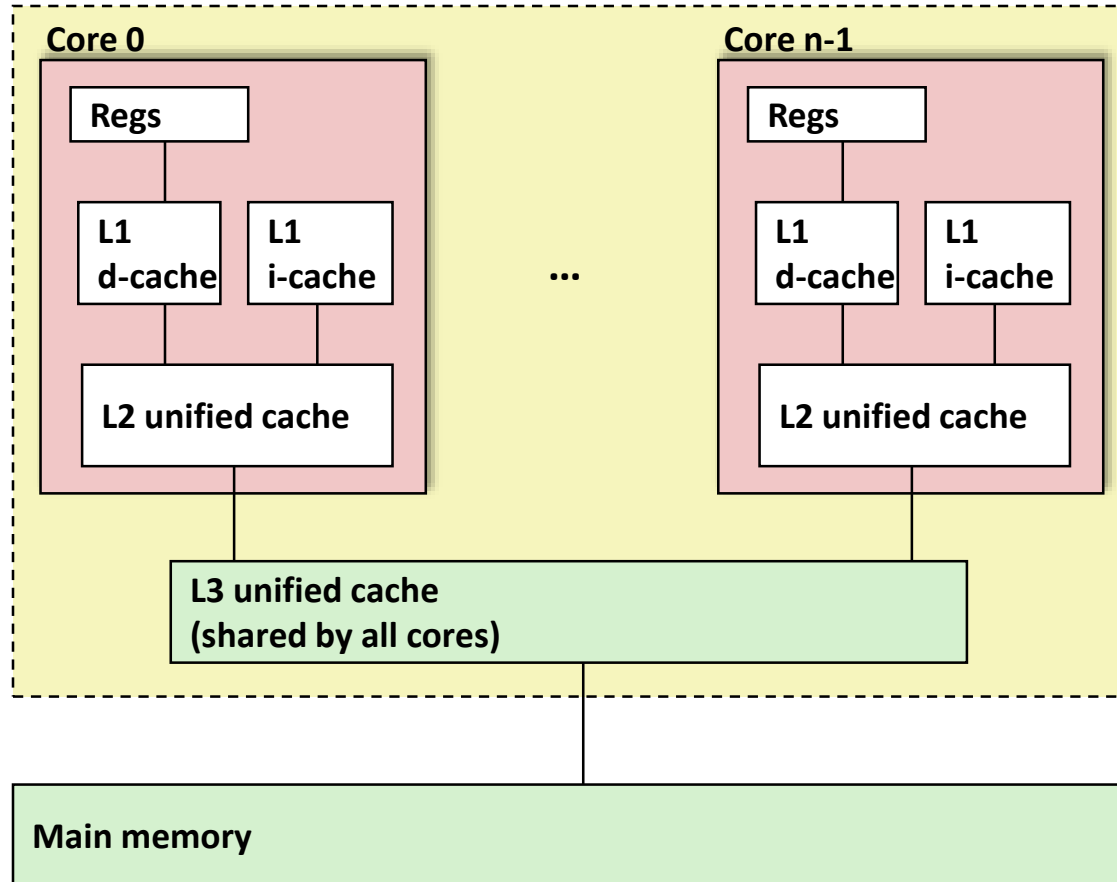 Core 0
Regs
L1
d-cache
L1
i-cache
L2 unified cache
...
Core n-1
Regs
L1
d-cache
L1
i-cache
L2 unified cache
L3 unified cache
(shared by all cores)
Main memory